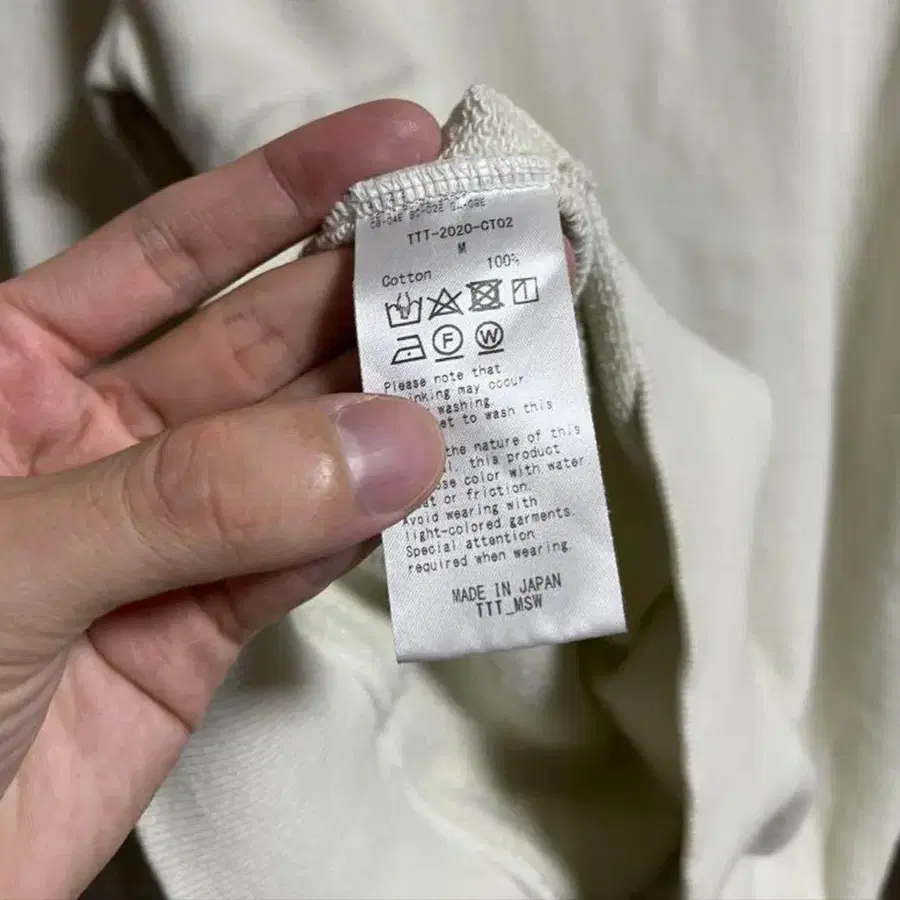 TTT-2020-CT02
M
Cotton 100%
F W
Please note that
may occur
washing.
to wash this
the nature of this
this product
color with water
or friction.
Avoid wearing with
light-colored garments.
Special attention
required when wearing.
MADE IN JAPAN
TTT_MSW